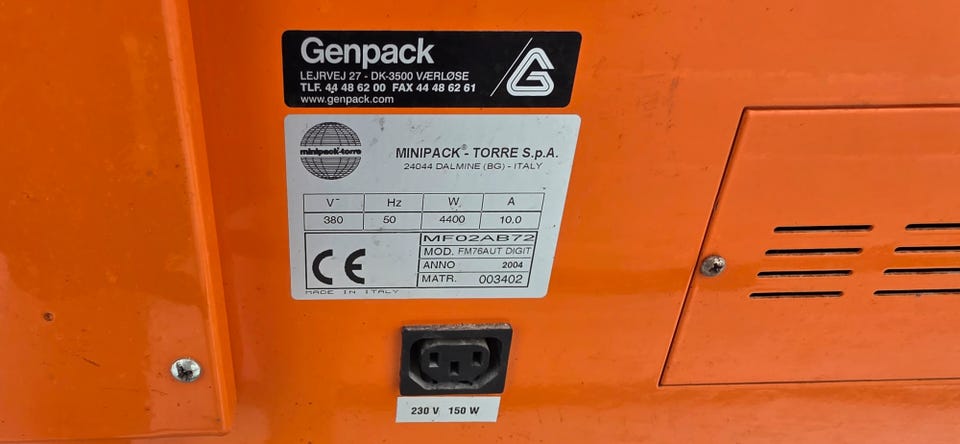 Genpack
LEJRVEJ 27 - DK-3500 VÆRLØSE
TLF. 44 48 62 00 FAX 44 48 62 61
www.genpack.com
minipack-torre
MINIPACK® - TORRE S.p.A.
24044 DALMINE (BG) - ITALY
V~ Hz W A
380 50 4400 10.0
CE
MF02AB72
MOD. FM76AUT DIGIT
ANNO 2004
MATR. 003402
MADE IN ITALY
230 V 150 W